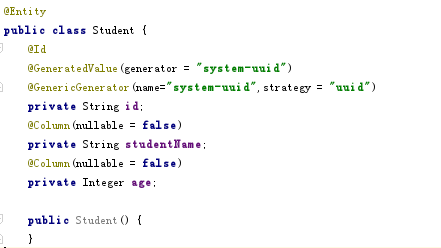 @Entity
public class Student {
@Id
@GeneratedValue(generator = "system-uuid")
@GenericGenerator(name="system-uuid",strategy = "uuid")
private String id;
@Column(nullable = false)
private String studentName;
@Column(nullable = false)
private Integer age;
public Student() {
}